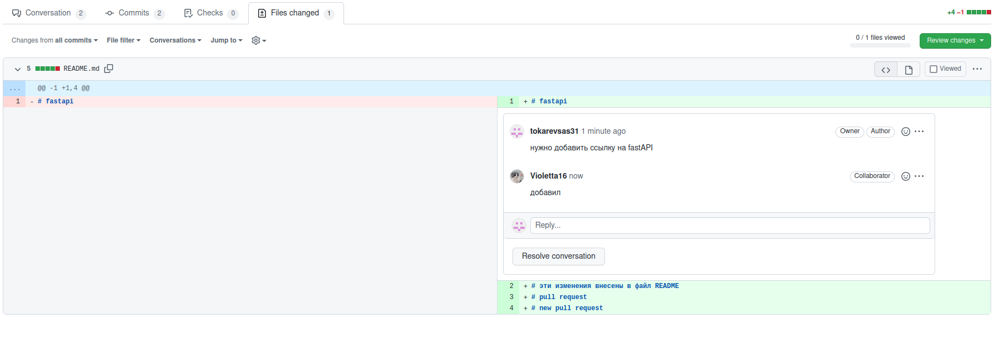 Conversation 2 Commits 2 Checks 0 Files changed 1 +4 −1
Changes from all commits File filter Conversations Jump to 0 / 1 files viewed Review changes
5 README.md Viewed
... @@ -1 +1,4 @@
1 - # fastapi 1 + # fastapi
tokarevsas31 1 minute ago Owner Author
нужно добавить ссылку на fastAPI
Violetta16 now Collaborator
добавил
Reply...
Resolve conversation
2 + # эти изменения внесены в файл README
3 + # pull request
4 + # new pull request